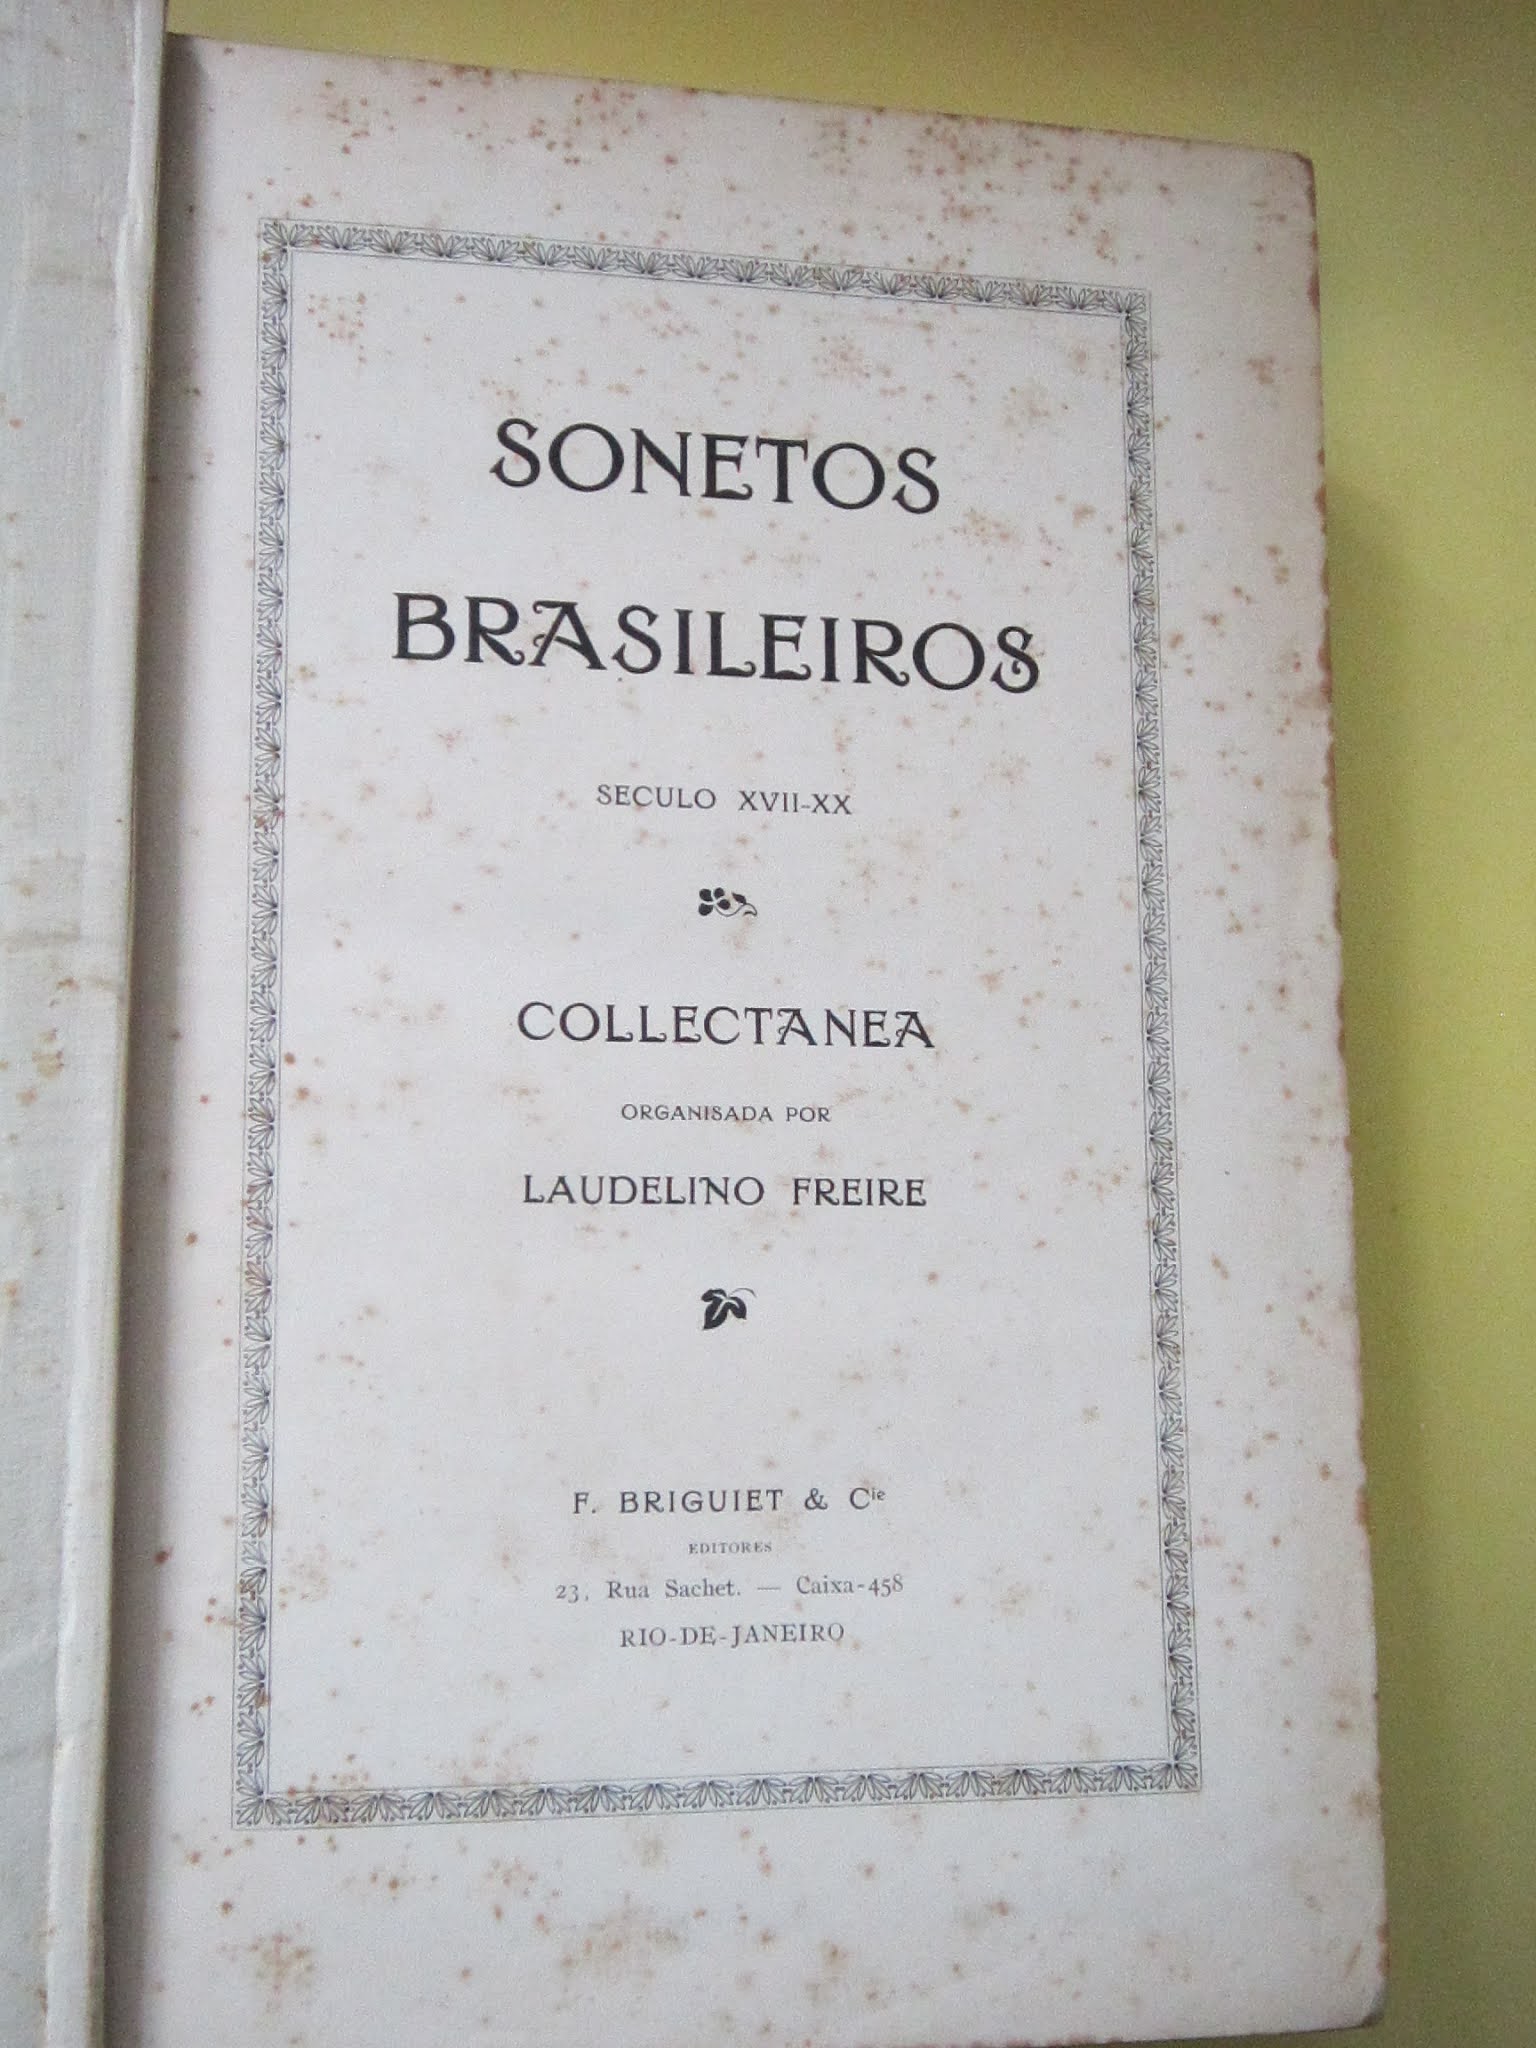 SONETOS
BRASILEIROS
SECULO XVII-XX
COLLECTANEA
ORGANISADA POR
LAUDELINO FREIRE
F. BRIGUIET & Cie
EDITORES
23, Rua Sachet. — Caixa-458
RIO-DE-JANEIRO